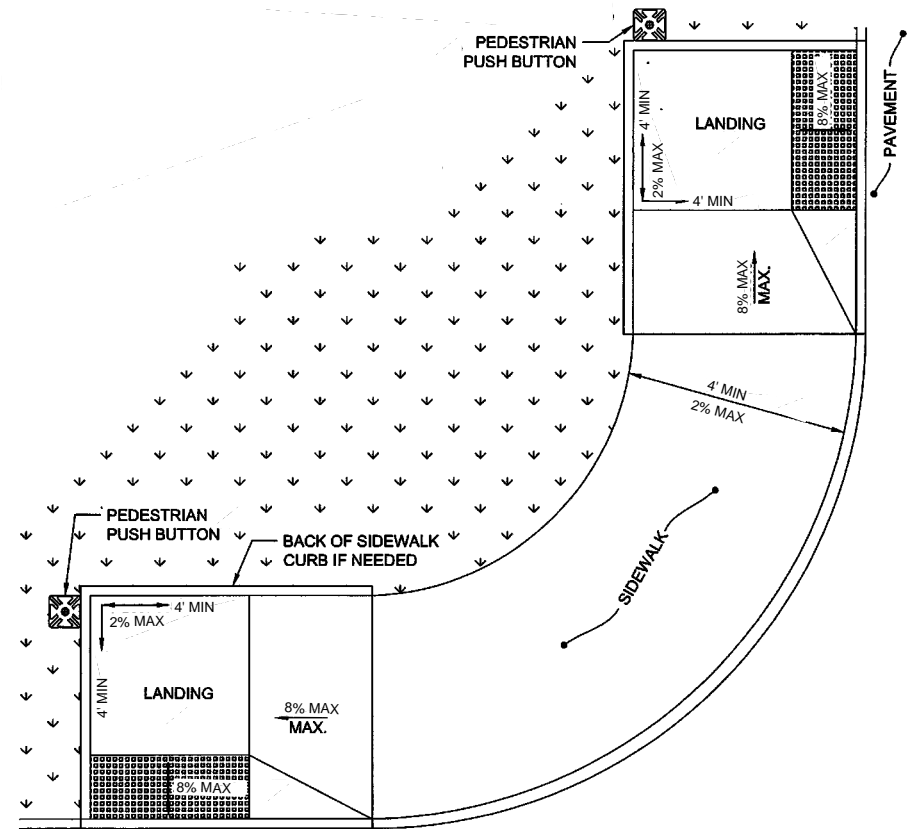 PEDESTRIAN
PUSH BUTTON
LANDING
8% MAX
PAVEMENT
4' MIN
2% MAX
4' MIN
8% MAX
MAX.
4' MIN
2% MAX
SIDEWALK
PEDESTRIAN
PUSH BUTTON
BACK OF SIDEWALK
CURB IF NEEDED
4' MIN
2% MAX
4' MIN
LANDING
8% MAX
MAX.
8% MAX